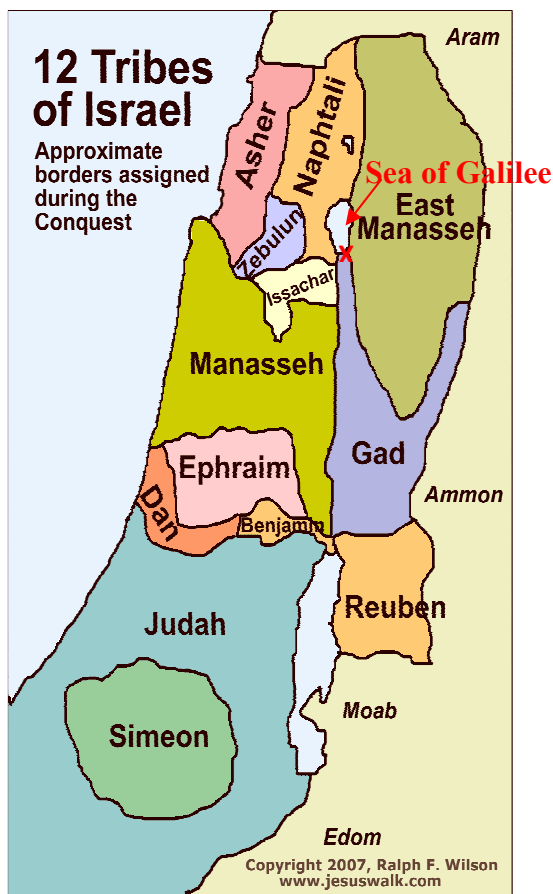 12 Tribes
of Israel
Approximate
borders assigned
during the
Conquest
Aram
Asher
Naphtali
Sea of Galilee
East
Manasseh
x
Zebulun
Issachar
Manasseh
Gad
Ephraim
Dan
Benjamin
Ammon
Judah
Reuben
Simeon
Moab
Edom
Copyright 2007, Ralph F. Wilson
www.jesuswalk.com